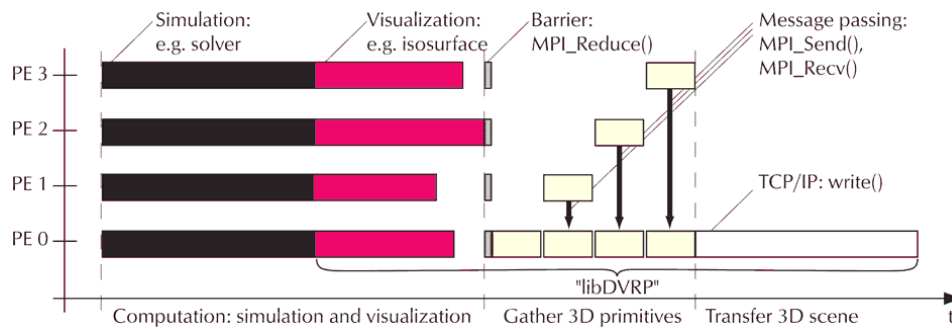 Simulation:
e.g. solver
Visualization:
e.g. isosurface
Barrier:
MPI_Reduce()
Message passing:
MPI_Send(),
MPI_Recv()
PE 3
PE 2
PE 1
TCP/IP: write()
PE 0
"libDVRP"
Computation: simulation and visualization
Gather 3D primitives
Transfer 3D scene
t